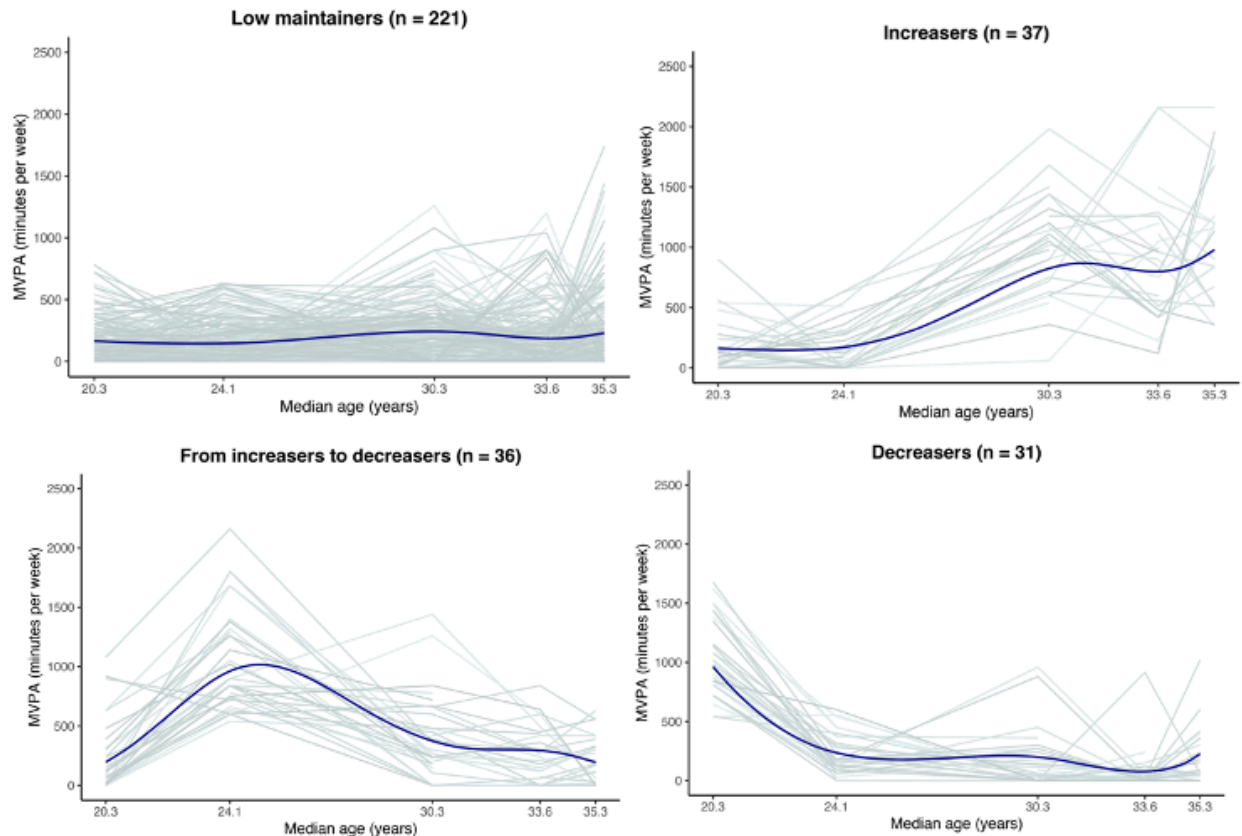 Low maintainers (n = 221)
MVPA (minutes per week)
2500
2000
1500
1000
500
0
20.3 24.1 30.3 33.6 35.3
Median age (years)
Increasers (n = 37)
MVPA (minutes per week)
2500
2000
1500
1000
500
0
20.3 24.1 30.3 33.6 35.3
Median age (years)
From increasers to decreasers (n = 36)
MVPA (minutes per week)
2500
2000
1500
1000
500
0
20.3 24.1 30.3 33.6 35.3
Median age (years)
Decreasers (n = 31)
MVPA (minutes per week)
2500
2000
1500
1000
500
0
20.3 24.1 30.3 33.6 35.3
Median age (years)